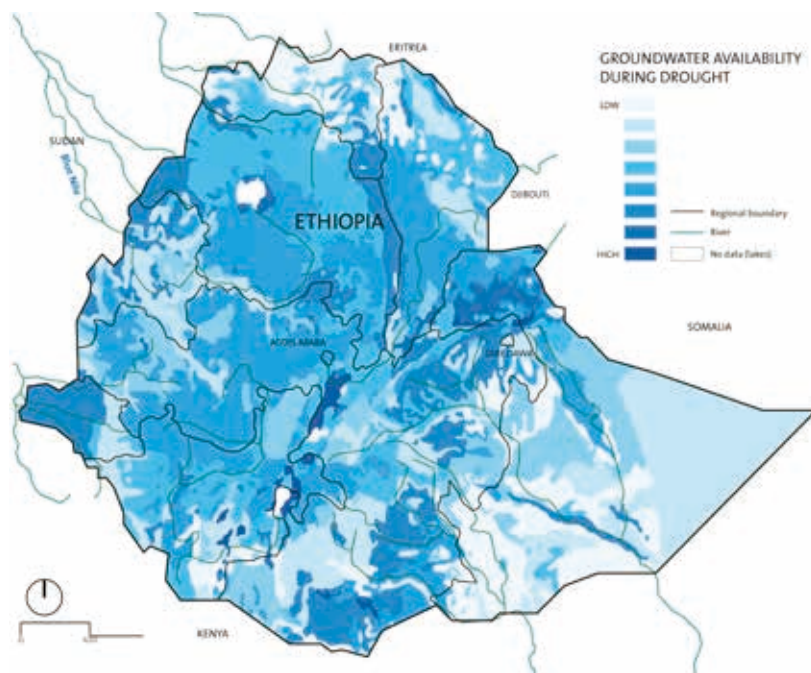 ERITREA
GROUNDWATER AVAILABILITY
DURING DROUGHT
LOW
SUDAN
Blue Nile
DJIBOUTI
ETHIOPIA
Regional boundary
River
HIGH
No data (lakes)
SOMALIA
ADDIS ABABA
DIRE DAWA
KENYA